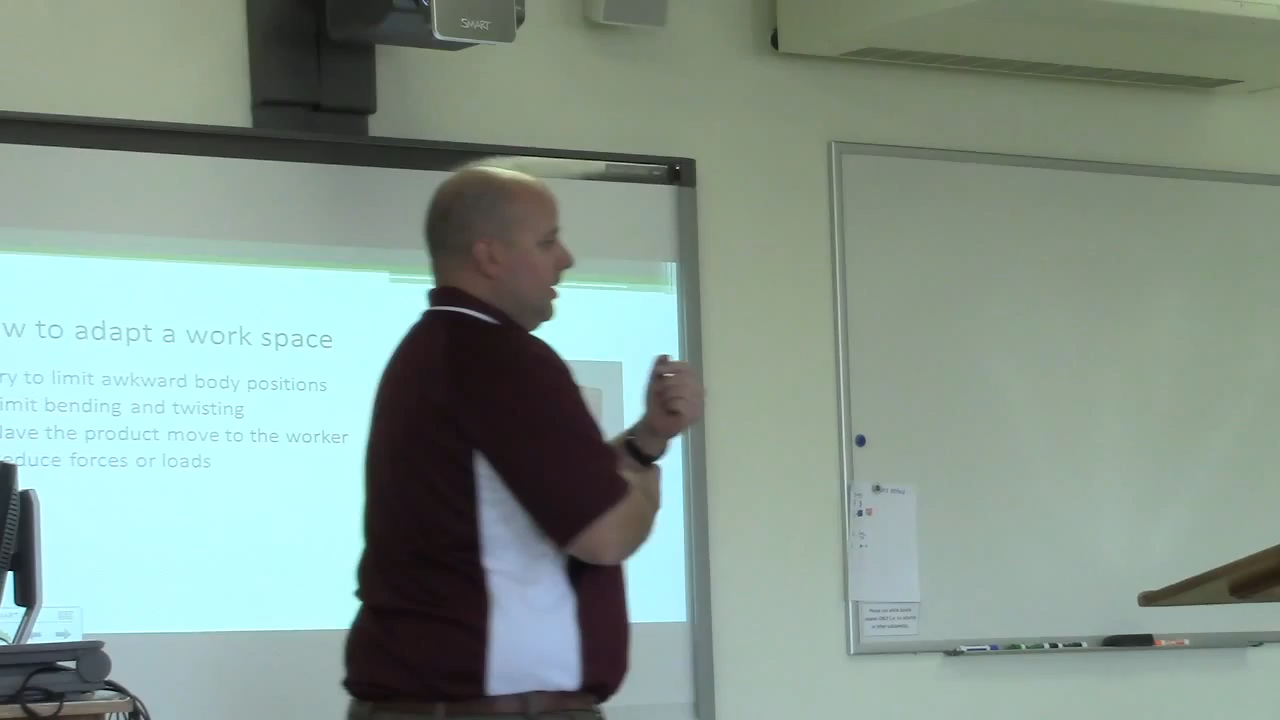 SMART
w to adapt a work space
ry to limit awkward body positions
imit bending and twisting
Have the product move to the worker
educe forces or loads